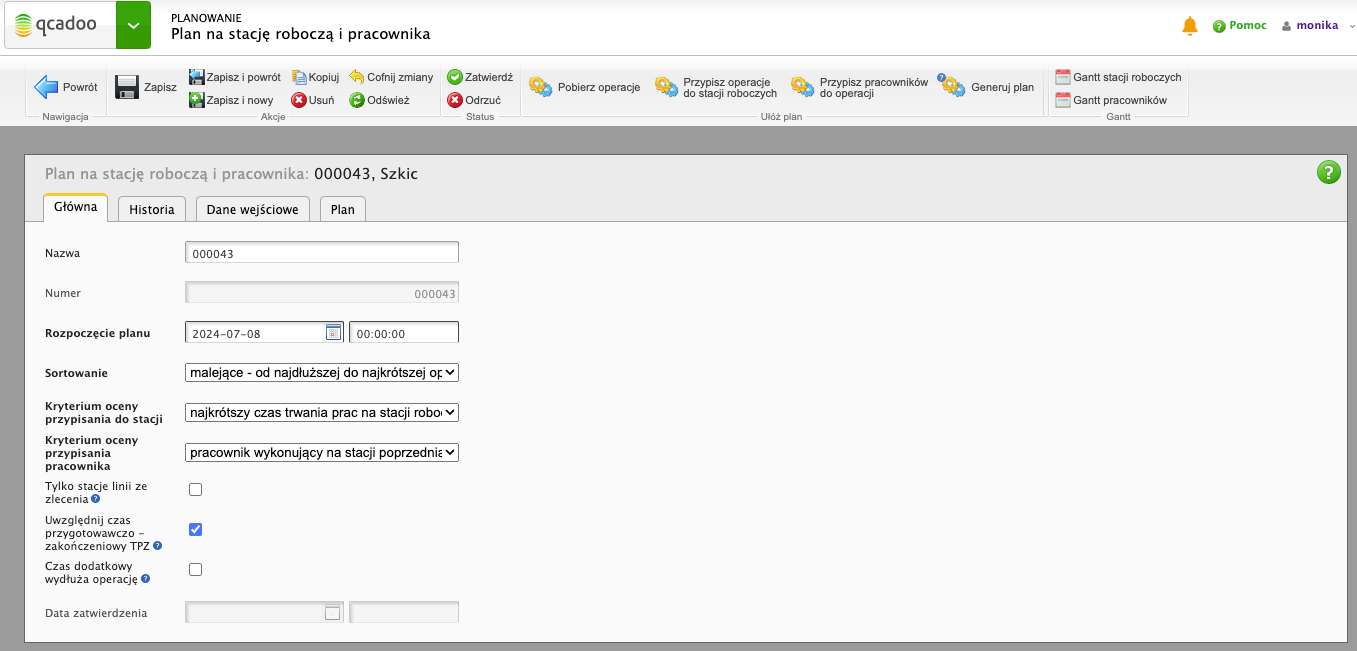 qcadoo
PLANOWANIE
Plan na stację roboczą i pracownika
Pomoc
monika
Powrót
Nawigacja
Zapisz
Zapisz i powrót
Kopiuj
Cofnij zmiany
Zapisz i nowy
Usuń
Odśwież
Akcje
Zatwierdź
Odrzuć
Status
Pobierz operacje
Przypisz operacje
do stacji roboczych
Przypisz pracowników
do operacji
Generuj plan
Ułóż plan
Gantt stacji roboczych
Gantt pracowników
Gantt
Plan na stację roboczą i pracownika: 000043, Szkic
Główna
Historia
Dane wejściowe
Plan
Nazwa
000043
Numer
000043
Rozpoczęcie planu
2024-07-08
00:00:00
Sortowanie
malejące - od najdłuższej do najkrótszej op
Kryterium oceny
przypisania do stacji
najkrótszy czas trwania prac na stacji robo
Kryterium oceny
przypisania
pracownika
pracownik wykonujący na stacji poprzednia
Tylko stacje linii ze
zlecenia
Uwzględnij czas
przygotowawczo -
zakończeniowy TPZ
Czas dodatkowy
wydłuża operację
Data zatwierdzenia